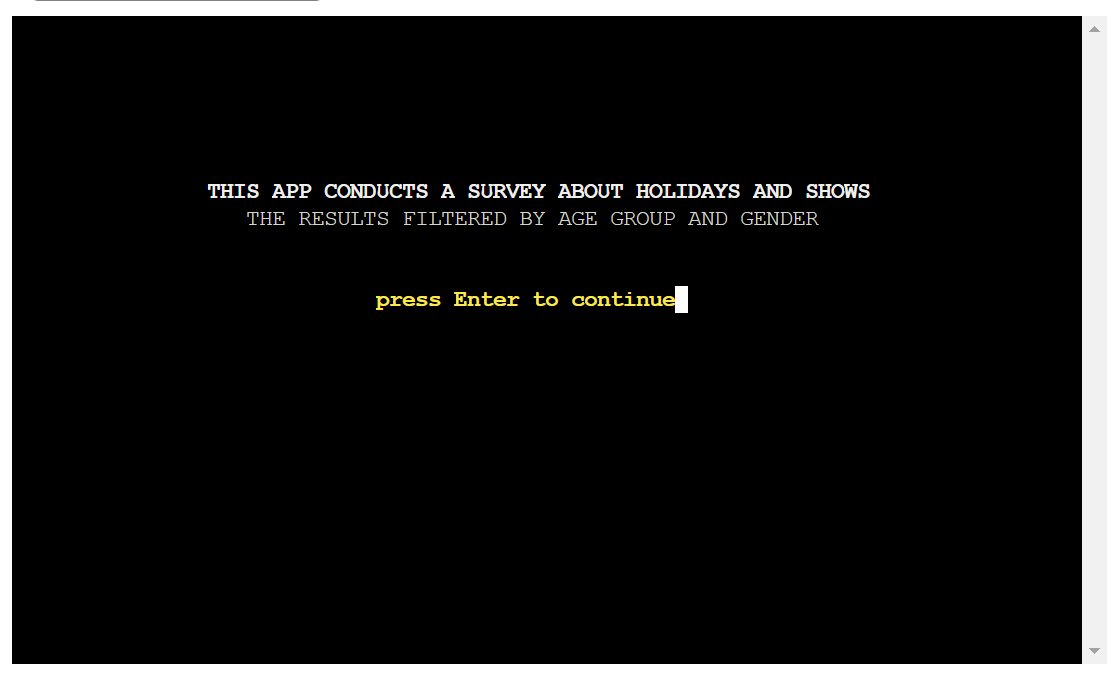 THIS APP CONDUCTS A SURVEY ABOUT HOLIDAYS AND SHOWS
THE RESULTS FILTERED BY AGE GROUP AND GENDER
press Enter to continue